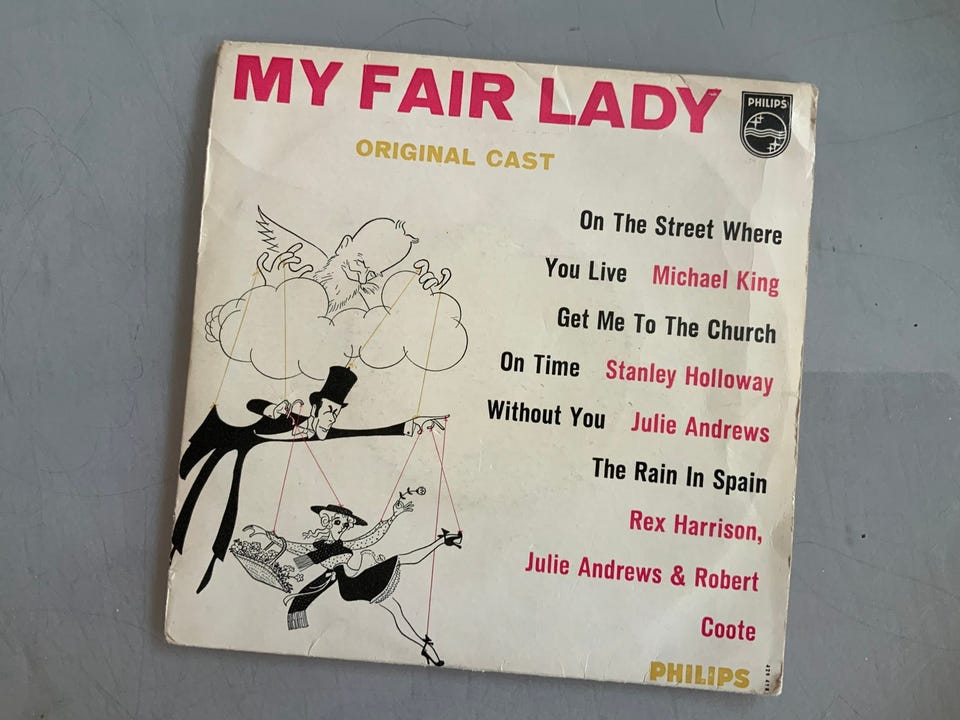 MY FAIR LADY
PHILIPS
ORIGINAL CAST
On The Street Where
You Live Michael King
Get Me To The Church
On Time Stanley Holloway
Without You Julie Andrews
The Rain In Spain
Rex Harrison,
Julie Andrews & Robert
Coote
PHILIPS